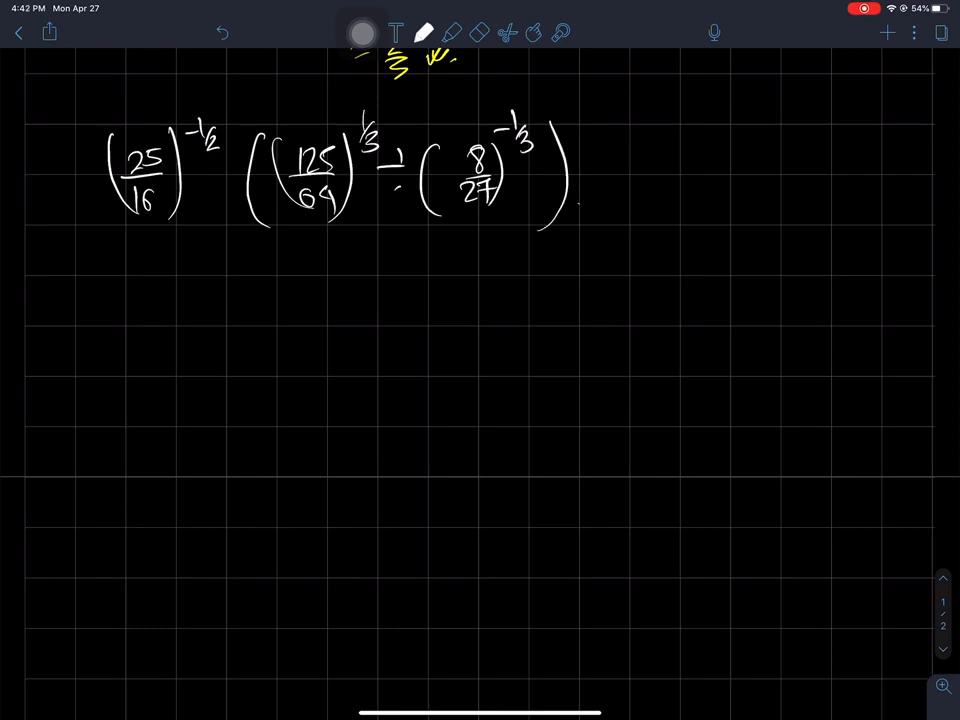 4:42 PM Mon Apr 27 54%
T
(25/16)^{-1/2} ((125/64)^{1/3} ÷ (8/27)^{-1/3}).
1
/
2